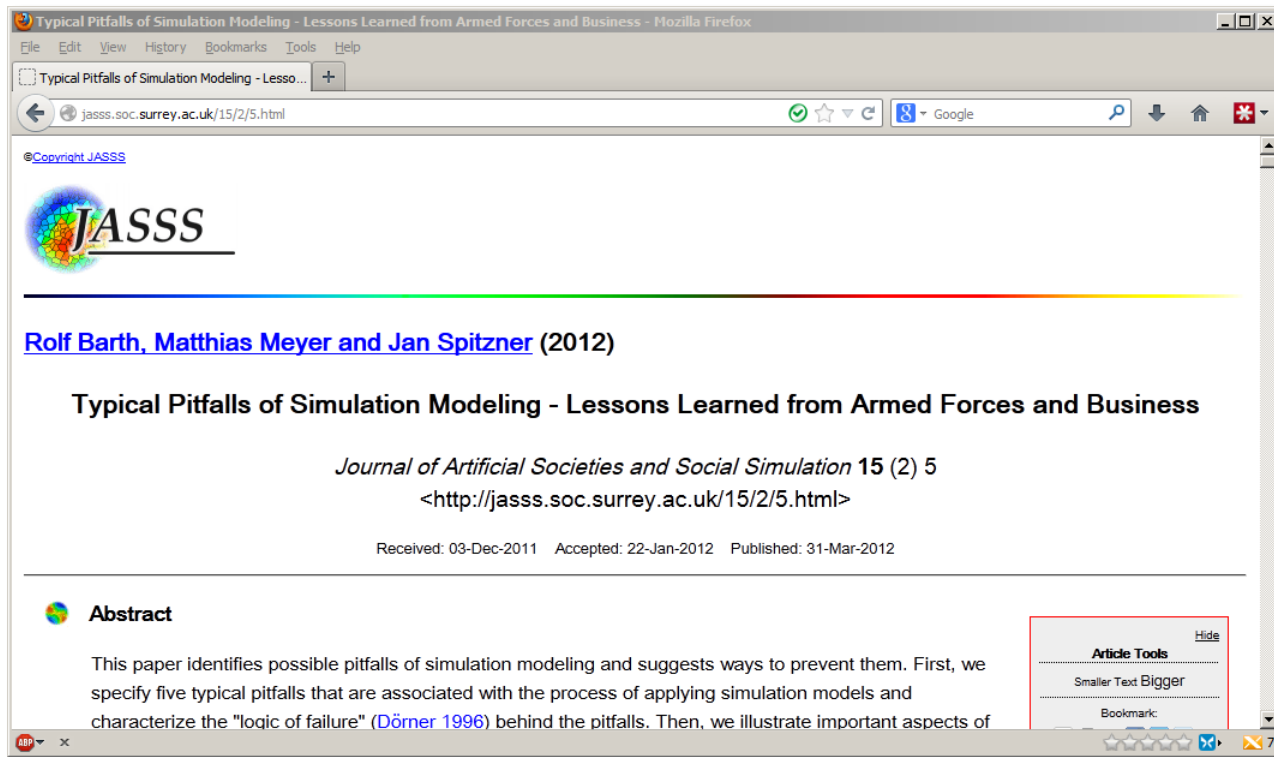 Typical Pitfalls of Simulation Modeling - Lessons Learned from Armed Forces and Business - Mozilla Firefox
File Edit View History Bookmarks Tools Help
Typical Pitfalls of Simulation Modeling - Lesso... +
jasss.soc.surrey.ac.uk/15/2/5.html 8 Google
©Copyright JASSS
JASSS
Rolf Barth, Matthias Meyer and Jan Spitzner (2012)
Typical Pitfalls of Simulation Modeling - Lessons Learned from Armed Forces and Business
Journal of Artificial Societies and Social Simulation 15 (2) 5
<http://jasss.soc.surrey.ac.uk/15/2/5.html>
Received: 03-Dec-2011 Accepted: 22-Jan-2012 Published: 31-Mar-2012
Abstract
This paper identifies possible pitfalls of simulation modeling and suggests ways to prevent them. First, we
specify five typical pitfalls that are associated with the process of applying simulation models and
characterize the "logic of failure" (Dörner 1996) behind the pitfalls. Then, we illustrate important aspects of
Hide
Article Tools
Smaller Text Bigger
Bookmark:
ABP x 7